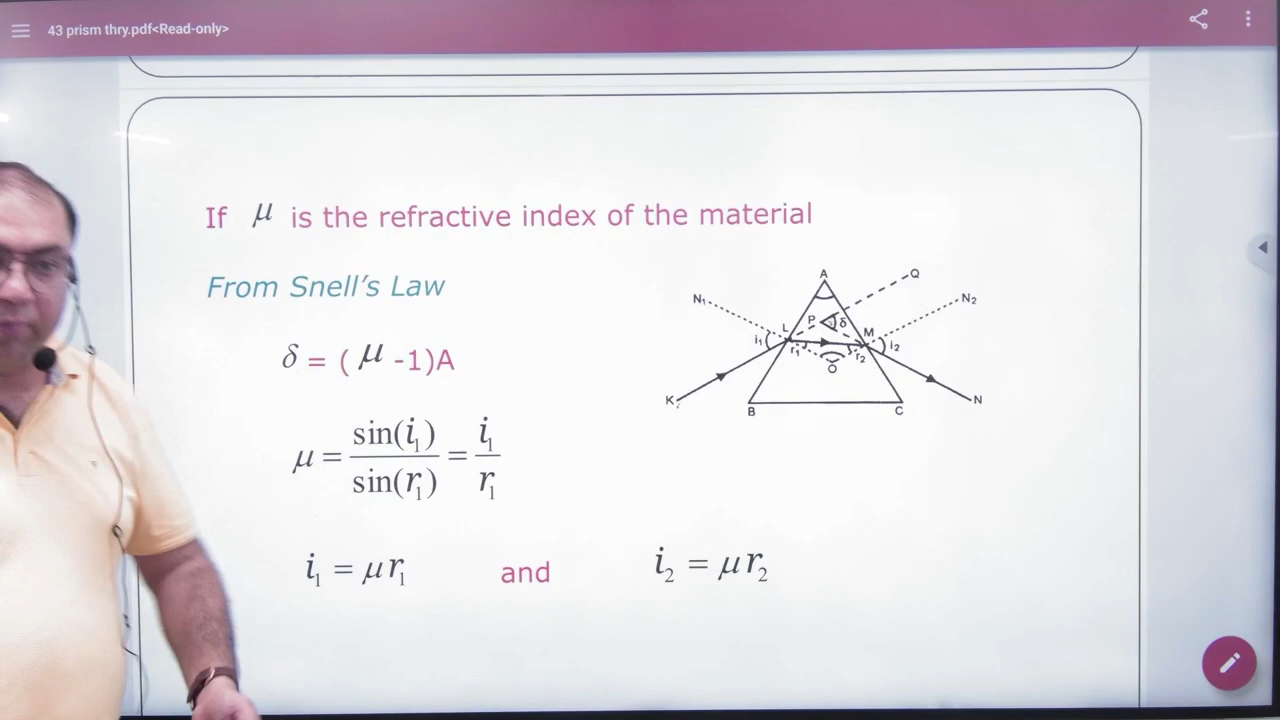 43 prism thry.pdf<Read-only>
If μ is the refractive index of the material
From Snell's Law
δ = ( μ -1)A
μ = sin(i₁) / sin(r₁) = i₁ / r₁
i₁ = μr₁ and i₂ = μr₂
A
Q
N₁
N₂
P
δ
L
M
i₁
r₁
r₂
i₂
O
K
N
B
C